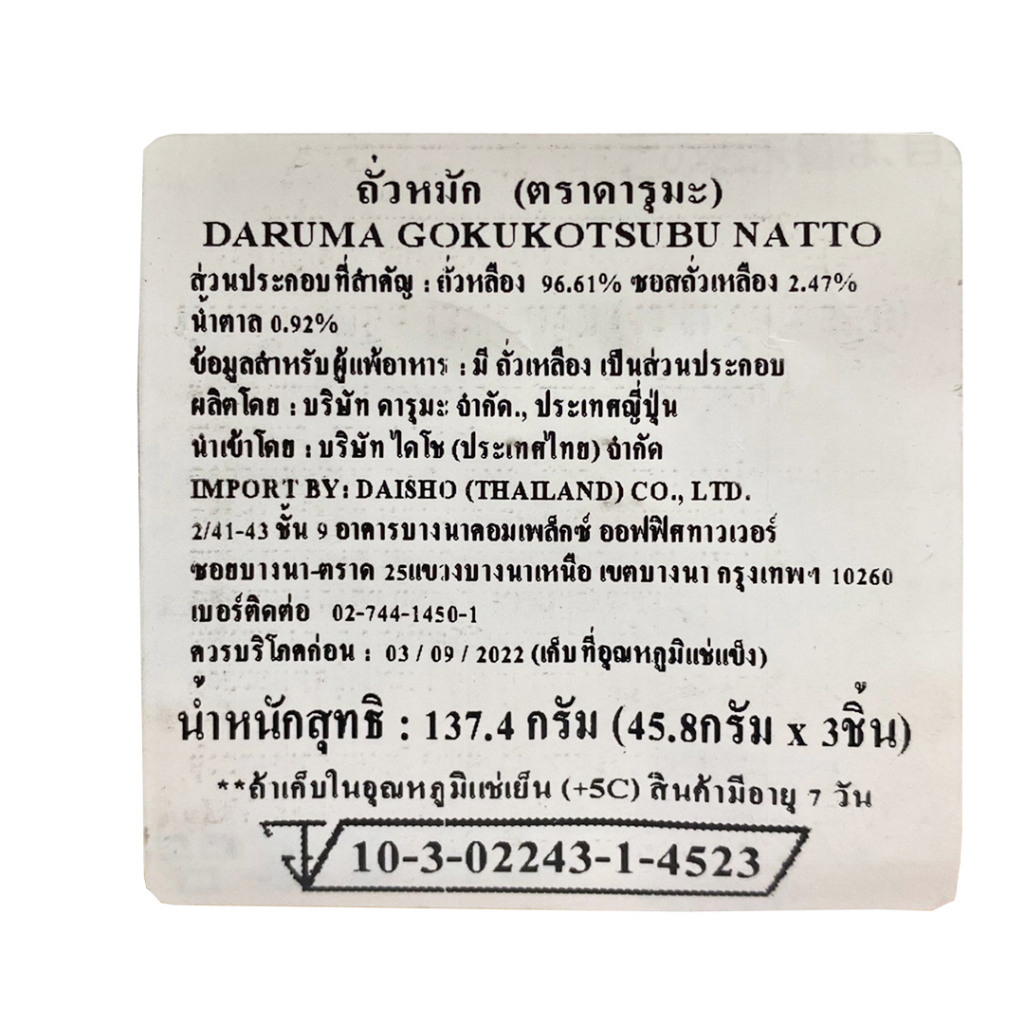 ถั่วหมัก (ตราดารุมะ)
DARUMA GOKUKOTSUBU NATTO
ส่วนประกอบที่สำคัญ : ถั่วหลือง 96.61% ซอสถั่วเหลือง 2.47%
น้ำตาล 0.92%
ข้อมูลสำหรับผู้แพ้อาหาร : มี ถั่วเหลือง เป็นส่วนประกอบ
ผลิตโดย : บริษัท ดารุมะ จำกัด., ประเทศญี่ปุ่น
นำเข้าโดย : บริษัท ไดโช (ประเทศไทย) จำกัด
IMPORT BY: DAISHO (THAILAND) CO., LTD.
2/41-43 ชั้น 9 อาคารบางนาคอมเพล็กซ์ ออฟฟิศทาวเวอร์
ซอยบางนา-ตราด 25แขวงบางนาเหนือ เขตบางนา กรุงเทพฯ 10260
เบอร์ติดต่อ 02-744-1450-1
ควรบริโภคก่อน : 03 / 09 / 2022 (เก็บที่อุณหภูมิแช่แข็ง)
น้ำหนักสุทธิ : 137.4 กรัม (45.8กรัม x 3ชิ้น)
**ถ้าเก็บในอุณหภูมิแช่เย็น (+5C) สินค้ามีอายุ 7 วัน
10-3-02243-1-4523